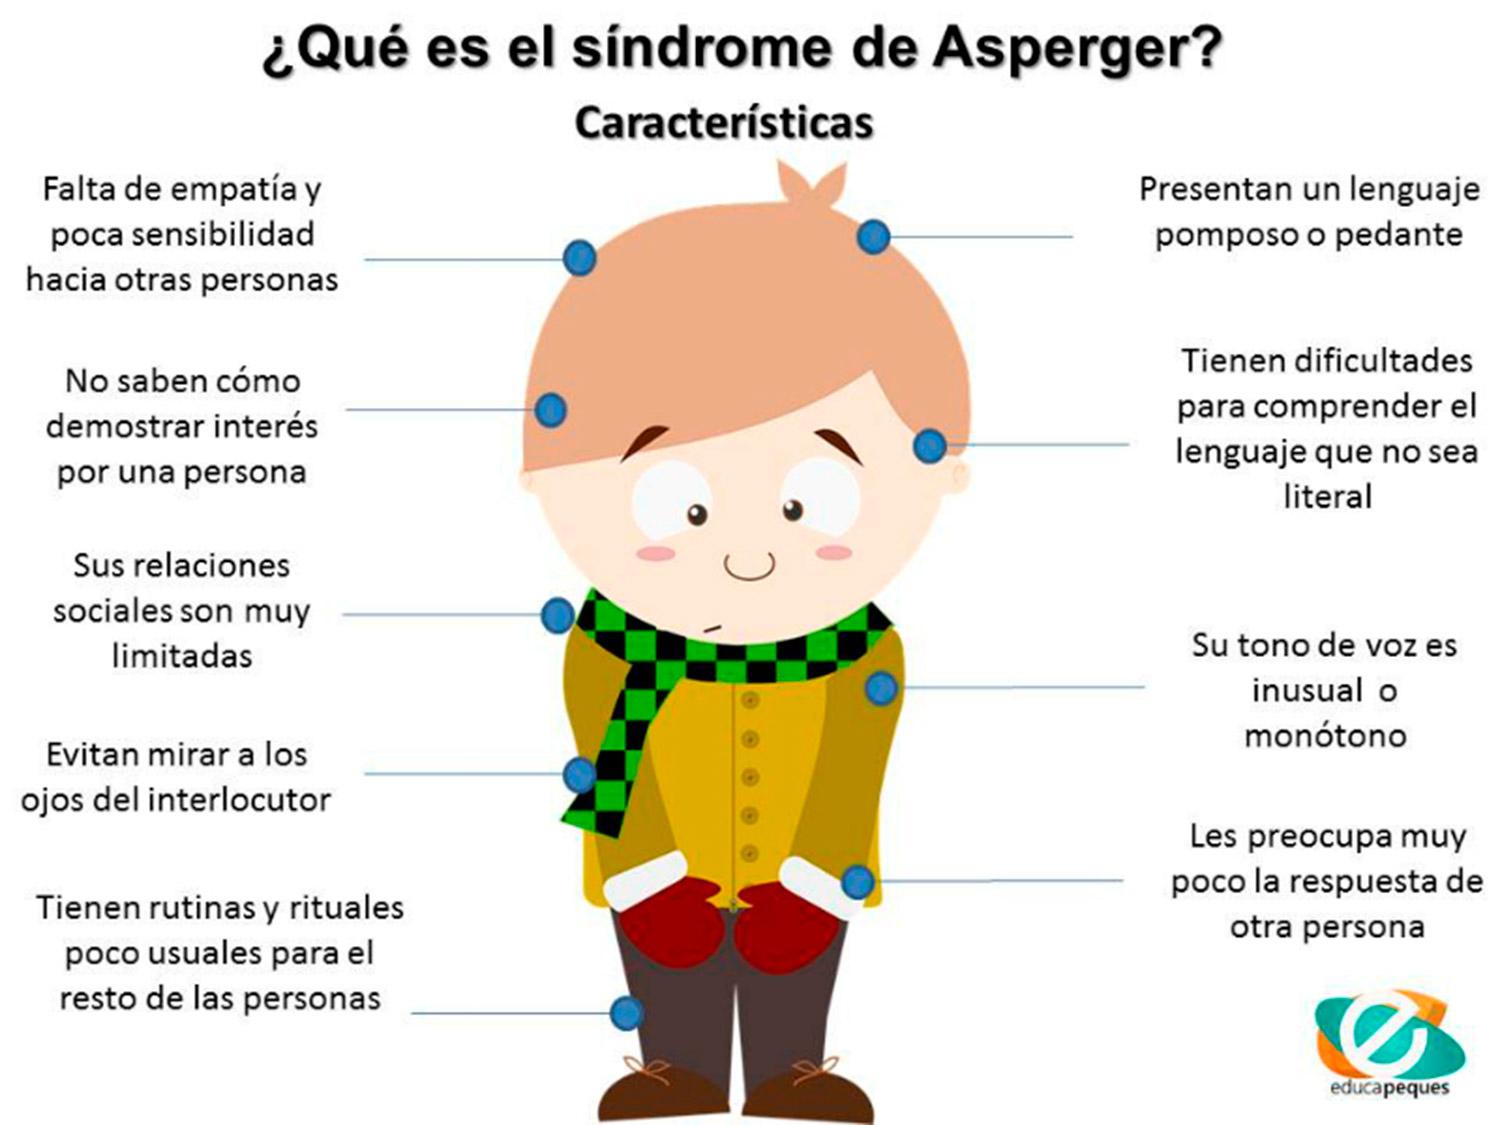 ¿Qué es el síndrome de Asperger?
Características
Falta de empatía y
poca sensibilidad
hacia otras personas
No saben cómo
demostrar interés
por una persona
Sus relaciones
sociales son muy
limitadas
Evitan mirar a los
ojos del interlocutor
Tienen rutinas y rituales
poco usuales para el
resto de las personas
Presentan un lenguaje
pomposo o pedante
Tienen dificultades
para comprender el
lenguaje que no sea
literal
Su tono de voz es
inusual o
monótono
Les preocupa muy
poco la respuesta de
otra persona
e
educapeques